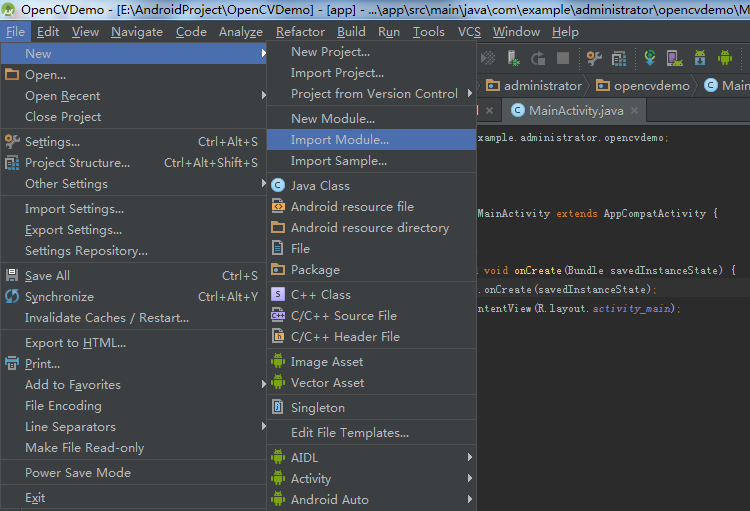 OpenCVDemo - [E:\AndroidProject\OpenCVDemo] - [app] - ...\app\src\main\java\com\example\administrator\opencvdemo\M
File Edit View Navigate Code Analyze Refactor Build Run Tools VCS Window Help
New
Open...
Open Recent
Close Project
Settings... Ctrl+Alt+S
Project Structure... Ctrl+Alt+Shift+S
Other Settings
Import Settings...
Export Settings...
Settings Repository...
Save All Ctrl+S
Synchronize Ctrl+Alt+Y
Invalidate Caches / Restart...
Export to HTML...
Print...
Add to Favorites
File Encoding
Line Separators
Make File Read-only
Power Save Mode
Exit
New Project...
Import Project...
Project from Version Control
New Module...
Import Module...
Import Sample...
Java Class
Android resource file
Android resource directory
File
Package
C++ Class
C/C++ Source File
C/C++ Header File
Image Asset
Vector Asset
Singleton
Edit File Templates...
AIDL
Activity
Android Auto
administrator opencvdemo Main
MainActivity.java
xample.administrator.opencvdemo;
MainActivity extends AppCompatActivity {
void onCreate(Bundle savedInstanceState) {
.onCreate(savedInstanceState);
ntentView(R.layout.activity_main);